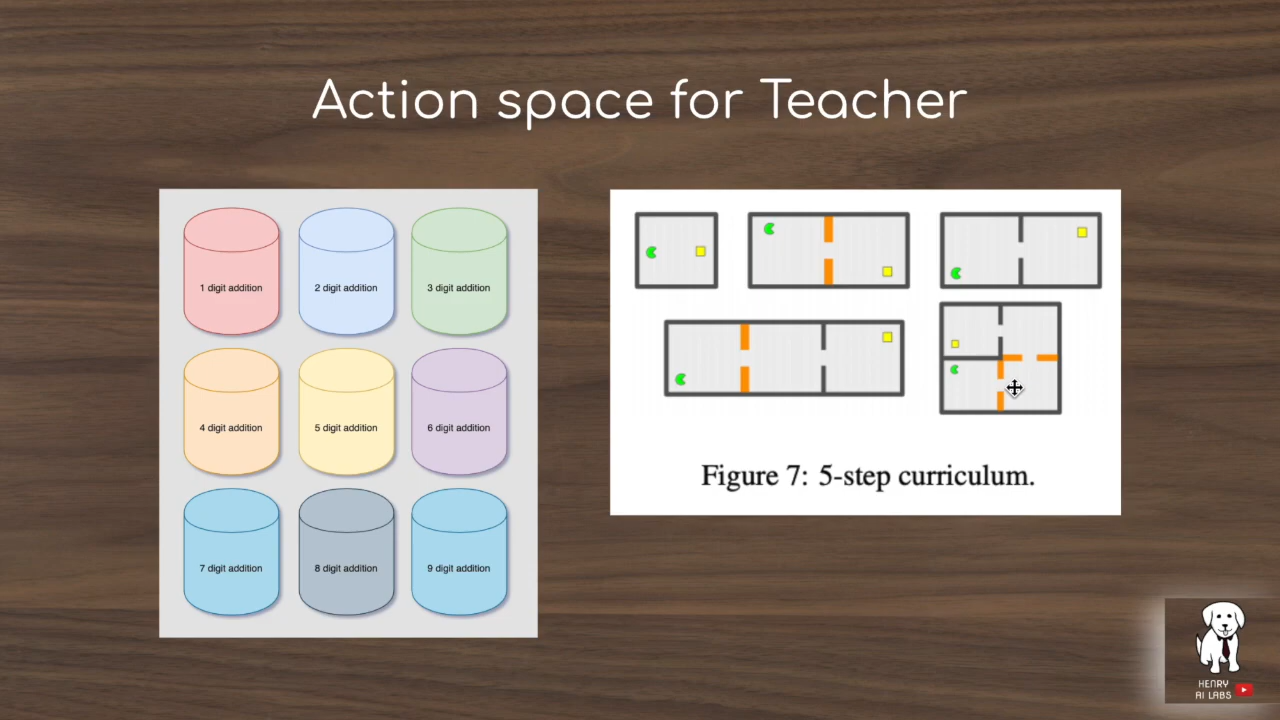 Action space for Teacher
1 digit addition
2 digit addition
3 digit addition
4 digit addition
5 digit addition
6 digit addition
7 digit addition
8 digit addition
9 digit addition
Figure 7: 5-step curriculum.
HENRY
AI LABS